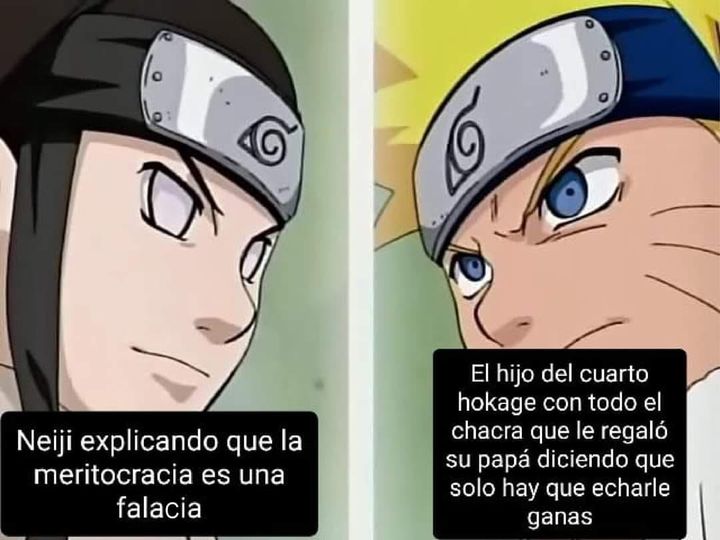 Neiji explicando que la
meritocracia es una
falacia
El hijo del cuarto
hokage con todo el
chacra que le regaló
su papá diciendo que
solo hay que echarle
ganas